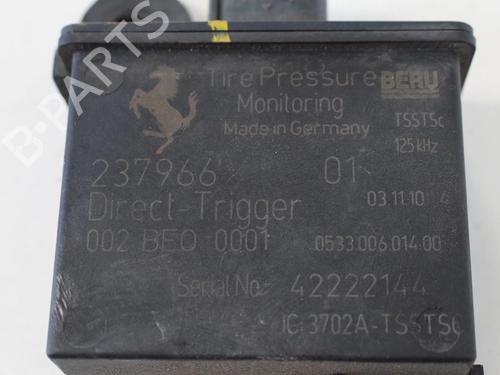 Tire Pressure
Monitoring
Made in Germany
BERU
TSSTSc
125 kHz
237966 01 03.11.10
Direct-Trigger
002 BEO 0001 0533.006.014.00
Serial No.: 42222144
IC: 3702A-TSSTSG
B-PARTS